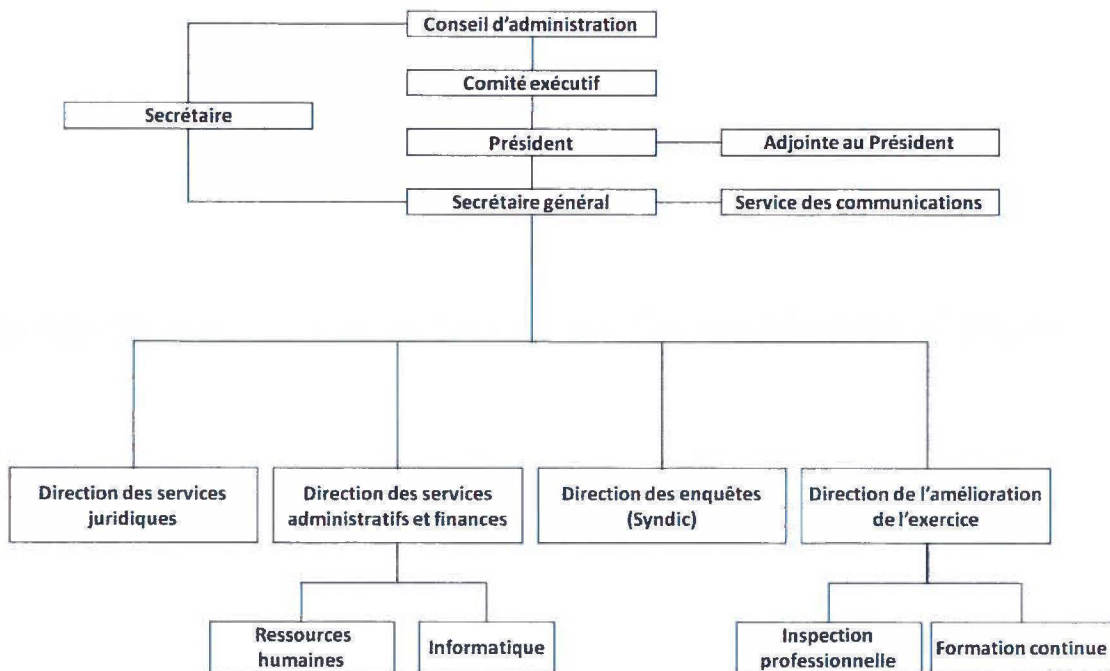 Conseil d'administration
Comité exécutif
Secrétaire
Président
Adjointe au Président
Secrétaire général
Service des communications
Direction des services
juridiques
Direction des services
administratifs et finances
Direction des enquêtes
(Syndic)
Direction de l'amélioration
de l'exercice
Ressources
humaines
Informatique
Inspection
professionnelle
Formation continue